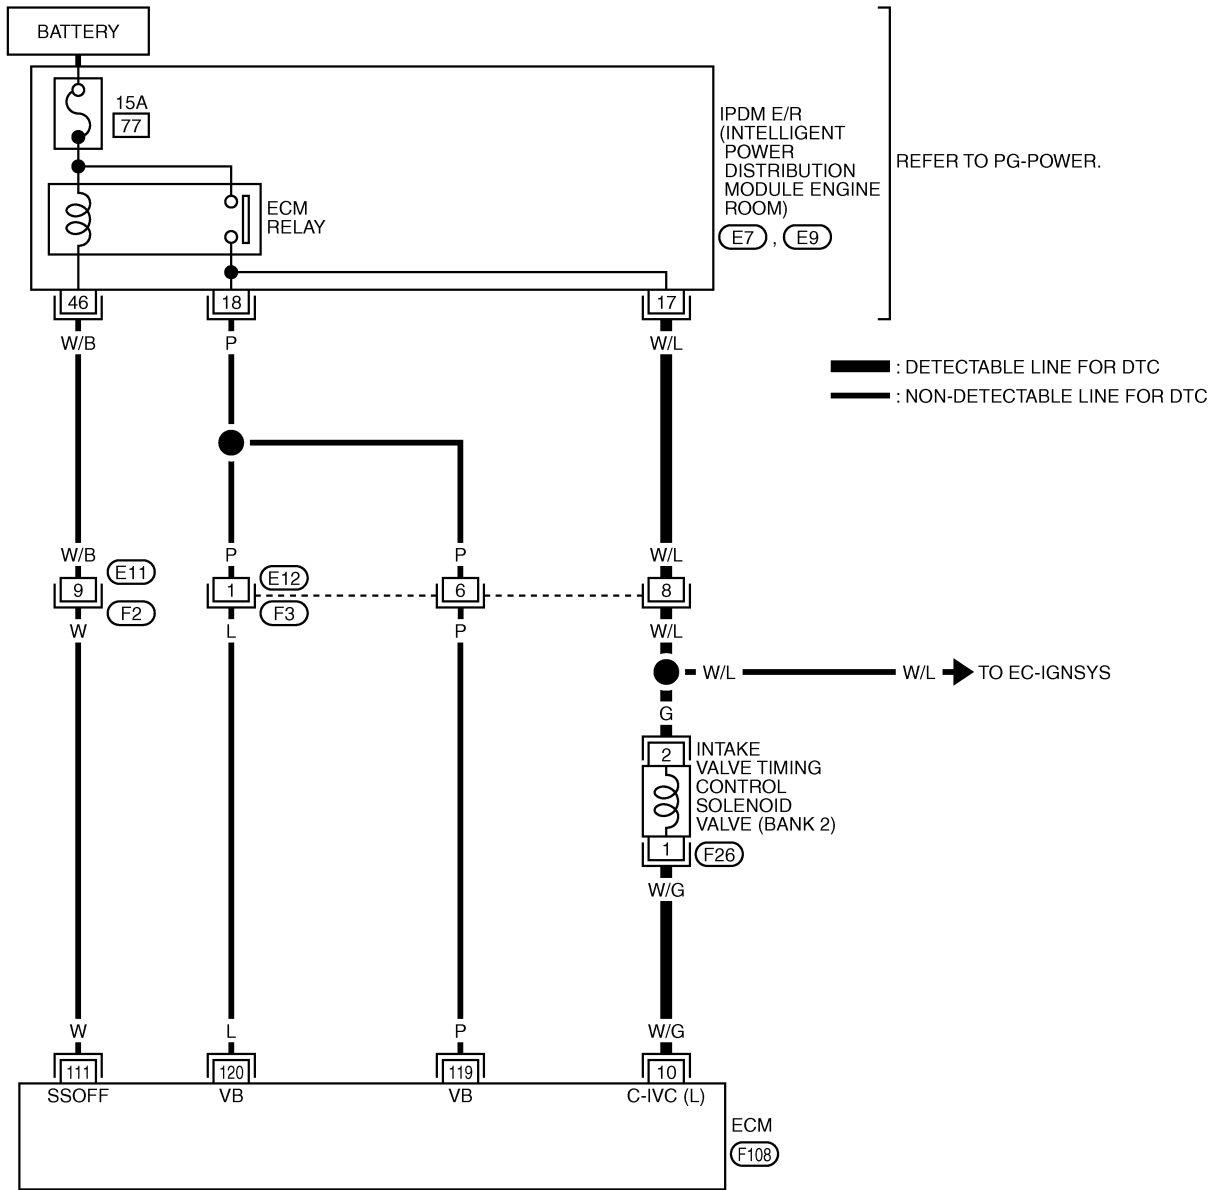 BATTERY
15A
77
IPDM E/R
(INTELLIGENT
POWER
DISTRIBUTION
MODULE ENGINE
ROOM)
E7 , E9
REFER TO PG-POWER.
ECM
RELAY
46
18
17
W/B
P
W/L
: DETECTABLE LINE FOR DTC
: NON-DETECTABLE LINE FOR DTC
W/B
P
P
W/L
E11
E12
9
1
6
8
F2
F3
W
L
P
W/L
W/L
W/L
TO EC-IGNSYS
G
2
INTAKE
VALVE TIMING
CONTROL
SOLENOID
VALVE (BANK 2)
1
F26
W/G
W
L
P
W/G
111
120
119
10
SSOFF
VB
VB
C-IVC (L)
ECM
F108